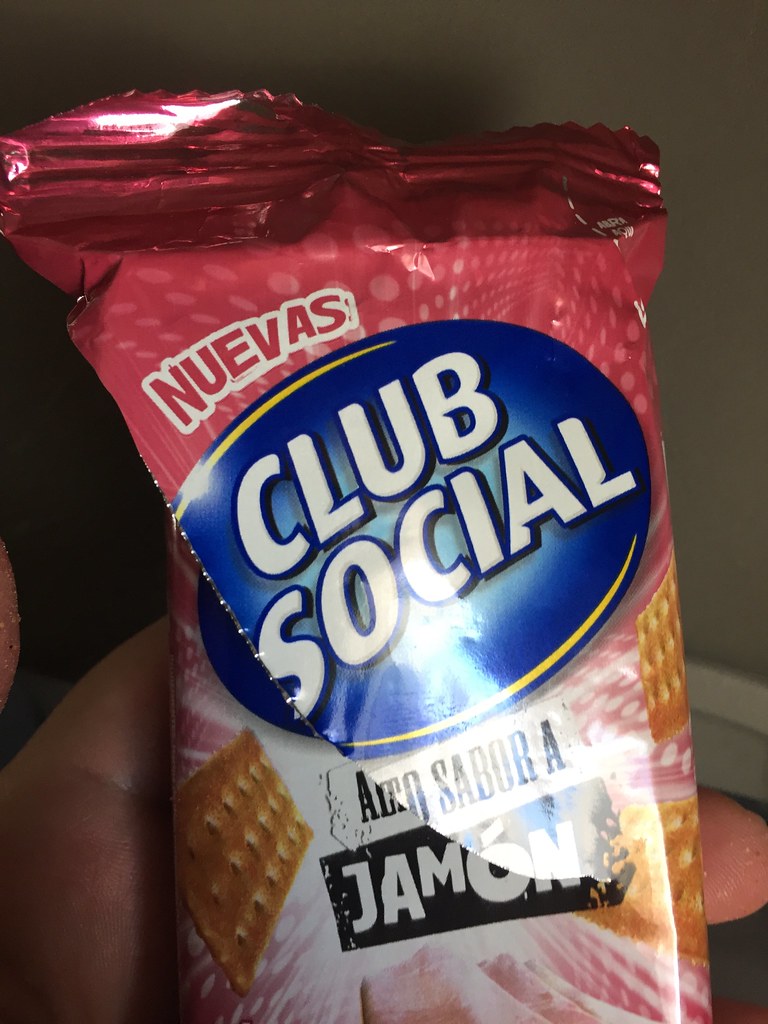 NUEVAS
CLUB
SOCIAL
SABOR A
JAMÓN